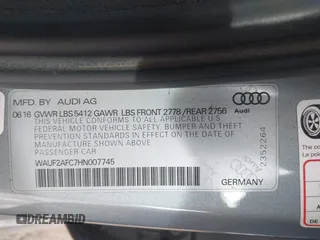 MFD. BY AUDI AG
06 16 GVWR LBS 5412 GAWR LBS FRONT 2778 / REAR 2756
THIS VEHICLE CONFORMS TO ALL APPLICABLE U.S.
FEDERAL MOTOR VEHICLE SAFETY, BUMPER AND THEFT
PREVENTION STANDARDS IN EFFECT ON THE DATE OF
MANUFACTURE SHOWN ABOVE
PASSENGER-CAR
WAUF2AFC7HN007745
Audi
2352264
GERMANY
DREAMBID